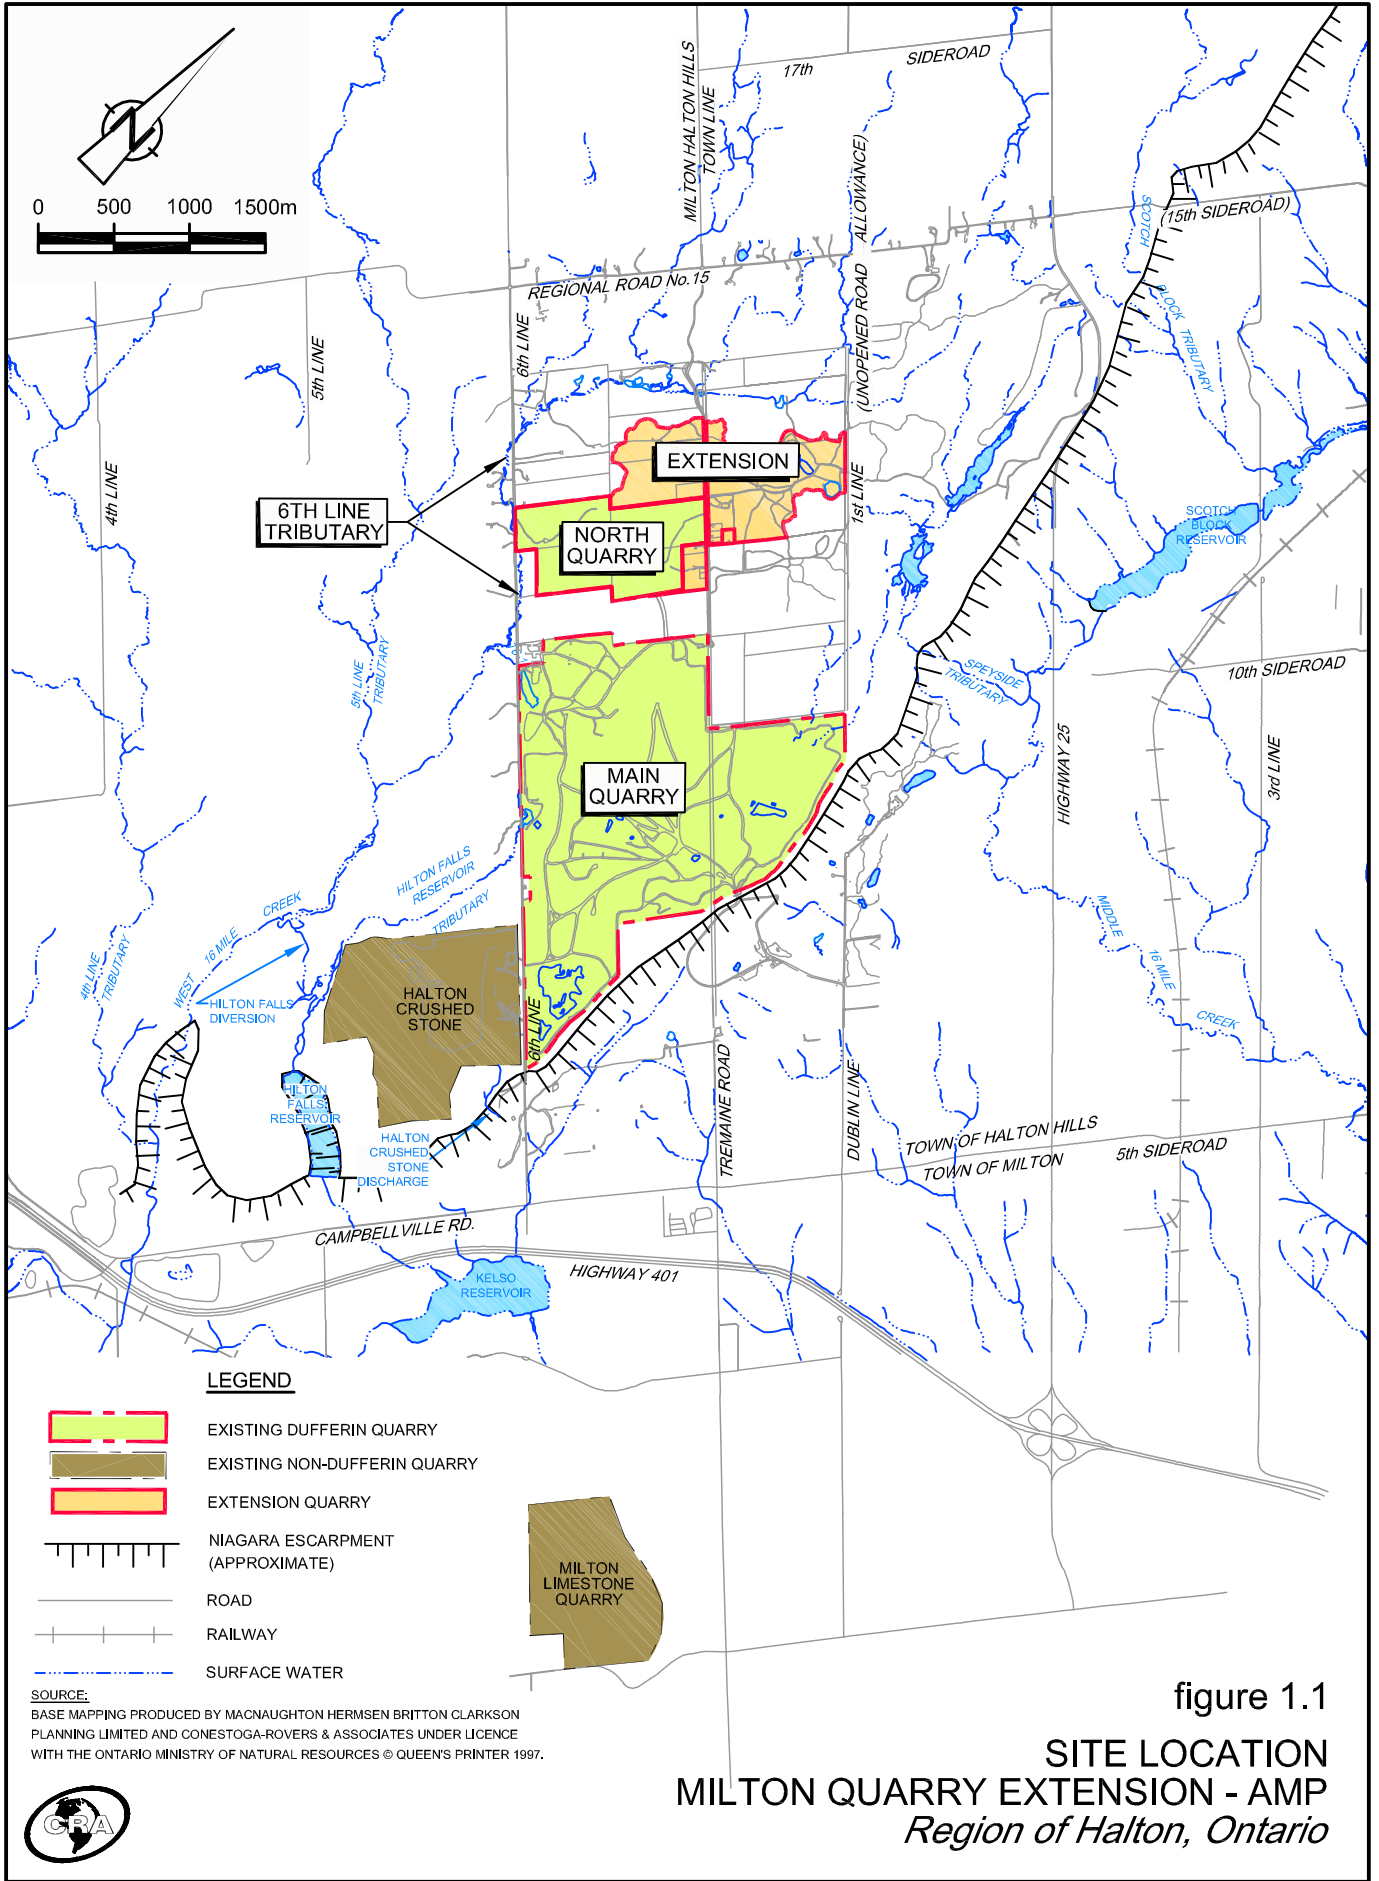 17th
SIDEROAD
MILTON HALTON HILLS
TOWN LINE
N
0 500 1000 1500m
(UNOPENED ROAD ALLOWANCE)
(15th SIDEROAD)
SCOTCH
BLOCK TRIBUTARY
REGIONAL ROAD No.15
6th LINE
5th LINE
4th LINE
EXTENSION
1st LINE
6TH LINE
TRIBUTARY
NORTH
QUARRY
SCOTCH
BLOCK
RESERVOIR
5th LINE
TRIBUTARY
SPEYSIDE
TRIBUTARY
10th SIDEROAD
HIGHWAY 25
3rd LINE
MAIN
QUARRY
HILTON FALLS
RESERVOIR
TRIBUTARY
WEST 16 MILE CREEK
4th LINE
TRIBUTARY
HILTON FALLS
DIVERSION
MIDDLE
16 MILE
CREEK
HALTON
CRUSHED
STONE
6th LINE
HILTON
FALLS
RESERVOIR
HALTON
CRUSHED
STONE
DISCHARGE
TREMAINE ROAD
DUBLIN LINE
TOWN OF HALTON HILLS
TOWN OF MILTON
5th SIDEROAD
CAMPBELLVILLE RD.
KELSO
RESERVOIR
HIGHWAY 401
LEGEND
EXISTING DUFFERIN QUARRY
EXISTING NON-DUFFERIN QUARRY
EXTENSION QUARRY
NIAGARA ESCARPMENT
(APPROXIMATE)
ROAD
RAILWAY
SURFACE WATER
MILTON
LIMESTONE
QUARRY
SOURCE:
BASE MAPPING PRODUCED BY MACNAUGHTON HERMSEN BRITTON CLARKSON
PLANNING LIMITED AND CONESTOGA-ROVERS & ASSOCIATES UNDER LICENCE
WITH THE ONTARIO MINISTRY OF NATURAL RESOURCES © QUEEN'S PRINTER 1997.
CRA
figure 1.1
SITE LOCATION
MILTON QUARRY EXTENSION - AMP
Region of Halton, Ontario